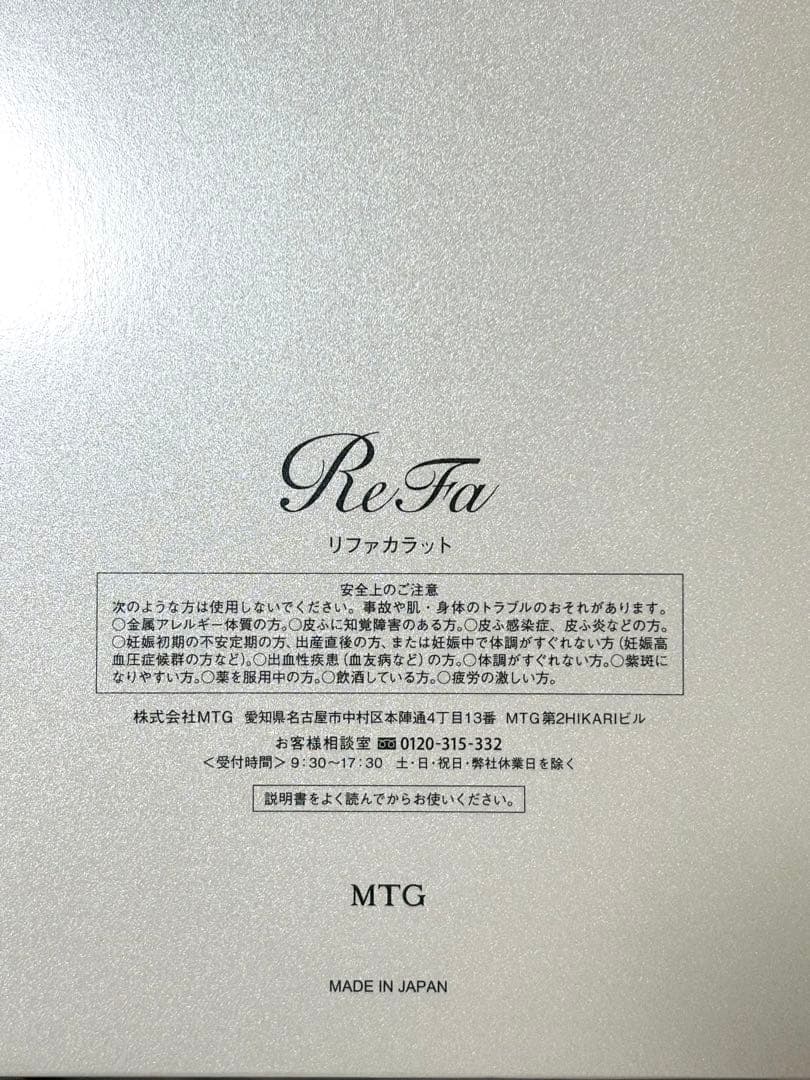 ReFa
リファカラット
安全上のご注意
次のような方は使用しないでください。事故や肌・身体のトラブルのおそれがあります。
○金属アレルギー体質の方。○皮ふに知覚障害のある方。○皮ふ感染症、皮ふ炎などの方。
○妊娠初期の不安定期の方、出産直後の方、または妊娠中で体調がすぐれない方（妊娠高
血圧症候群の方など）。○出血性疾患（血友病など）の方。○体調がすぐれない方。○紫斑に
なりやすい方。○薬を服用中の方。○飲酒している方。○疲労の激しい方。
株式会社MTG 愛知県名古屋市中村区本陣通4丁目13番 MTG第2HIKARIビル
お客様相談室 0120-315-332
＜受付時間＞9:30〜17:30 土・日・祝日・弊社休業日を除く
説明書をよく読んでからお使いください。
MTG
MADE IN JAPAN